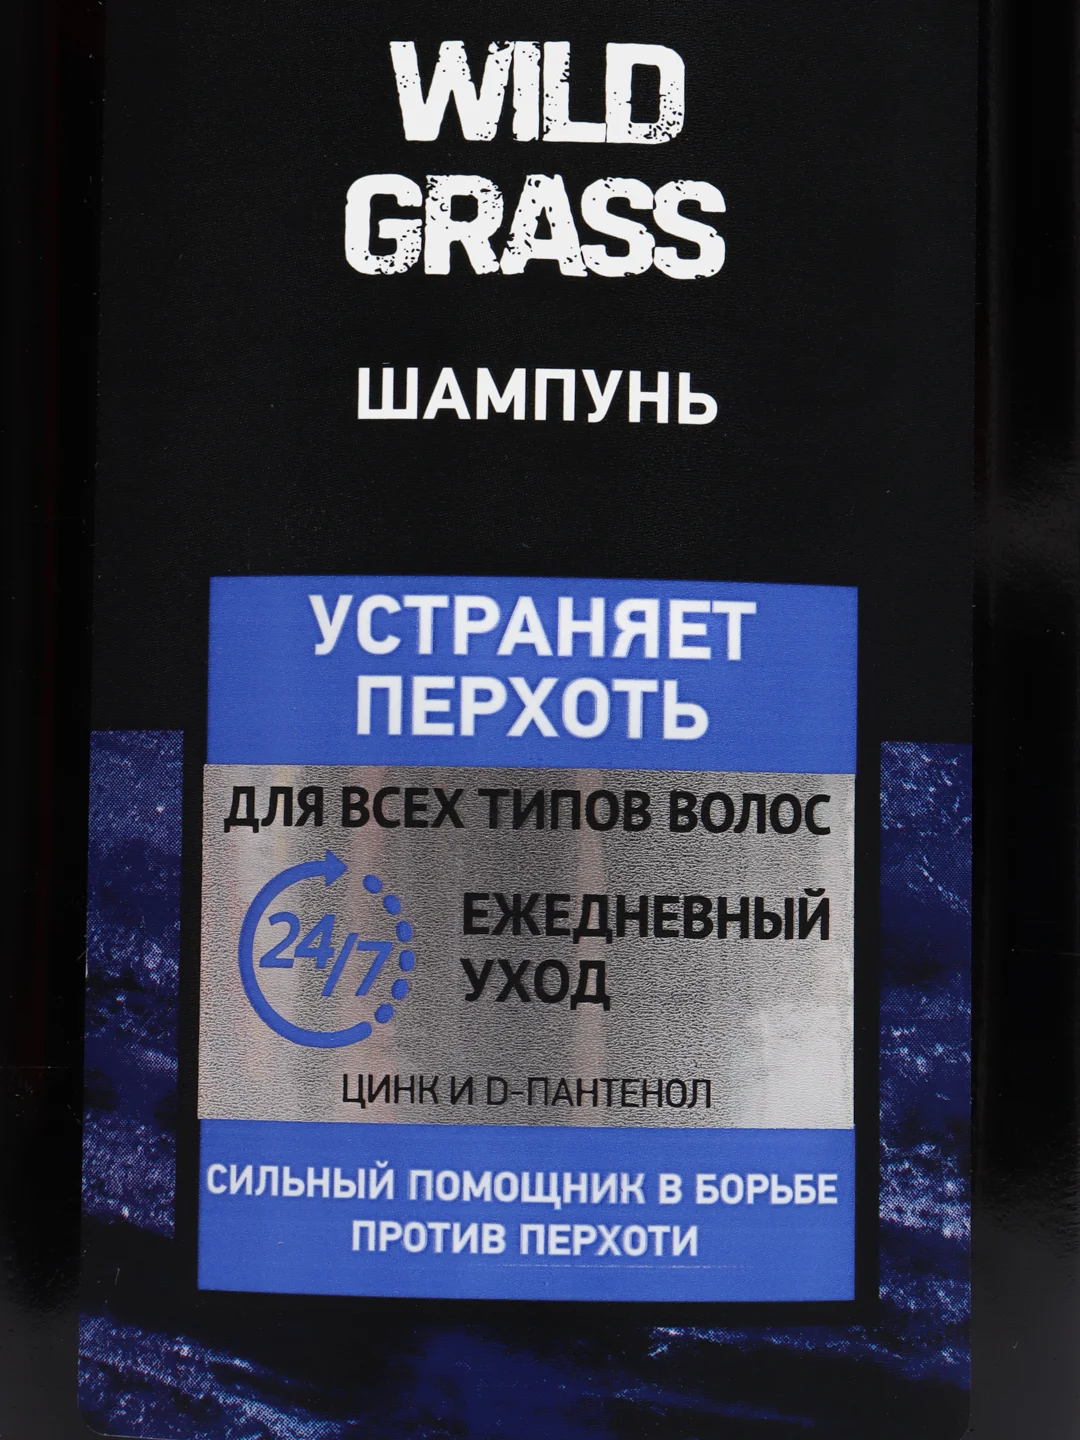 WILD
GRASS
ШАМПУНЬ
УСТРАНЯЕТ
ПЕРХОТЬ
ДЛЯ ВСЕХ ТИПОВ ВОЛОС
24/7
ЕЖЕДНЕВНЫЙ
УХОД
ЦИНК И D-ПАНТЕНОЛ
СИЛЬНЫЙ ПОМОЩНИК В БОРЬБЕ
ПРОТИВ ПЕРХОТИ